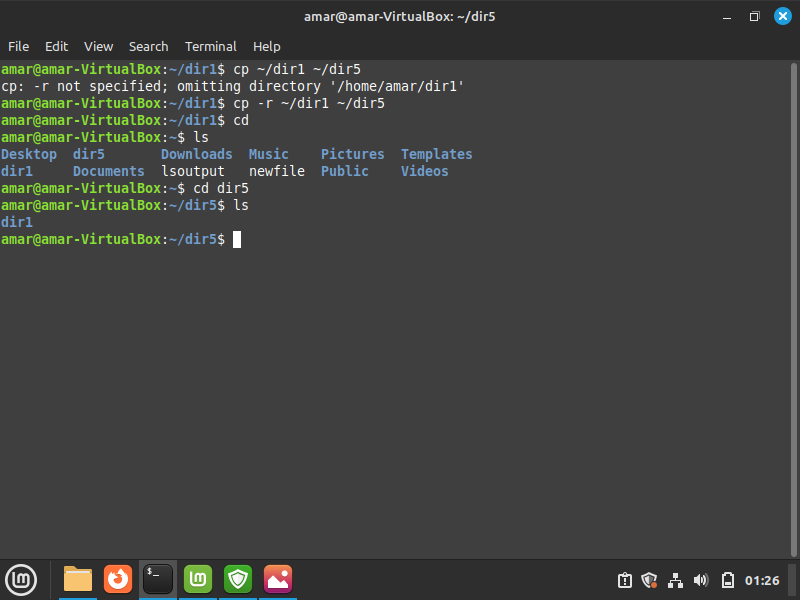 amar@amar-VirtualBox: ~/dir5
File Edit View Search Terminal Help
amar@amar-VirtualBox:~/dir1$ cp ~/dir1 ~/dir5
cp: -r not specified; omitting directory '/home/amar/dir1'
amar@amar-VirtualBox:~/dir1$ cp -r ~/dir1 ~/dir5
amar@amar-VirtualBox:~/dir1$ cd
amar@amar-VirtualBox:~$ ls
Desktop dir5 Downloads Music Pictures Templates
dir1 Documents lsoutput newfile Public Videos
amar@amar-VirtualBox:~$ cd dir5
amar@amar-VirtualBox:~/dir5$ ls
dir1
amar@amar-VirtualBox:~/dir5$
01:26